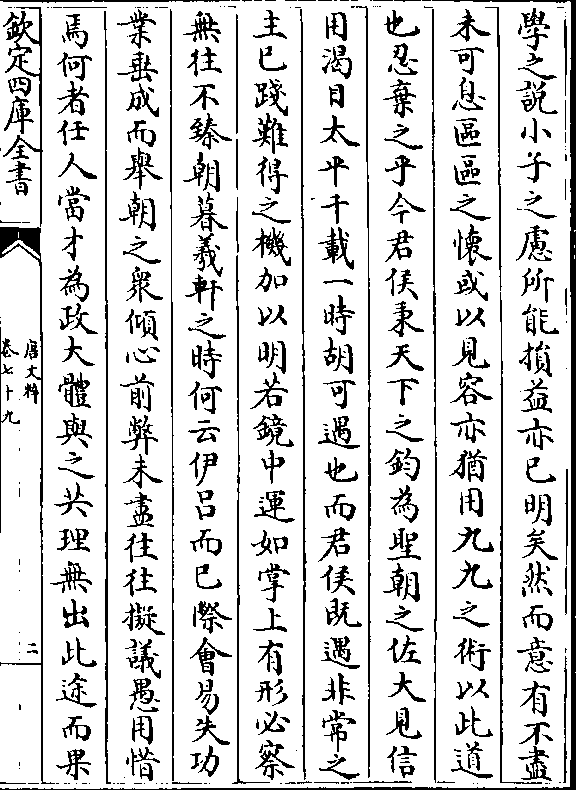 學之說小子之慮所能損益亦已明矣然而意有不盡
未可息區區之懷或以見容亦猶用九九之術以此道
也忍棄之乎今君侯秉天下之鈞為聖朝之佐大見信
用渴日太平千載一時胡可遇也而君侯既遇非常之
主已踐難得之機加以明若鏡中運如掌上有形必察
無往不臻朝暮羲軒之時何云伊呂而已際會易失功
業垂成而舉朝之衆傾心前弊未盡往往擬議愚用惜
焉何者任人當才為政大體與之共理無出此途而果
欽定四庫全書
唐文粹
卷七十九
二